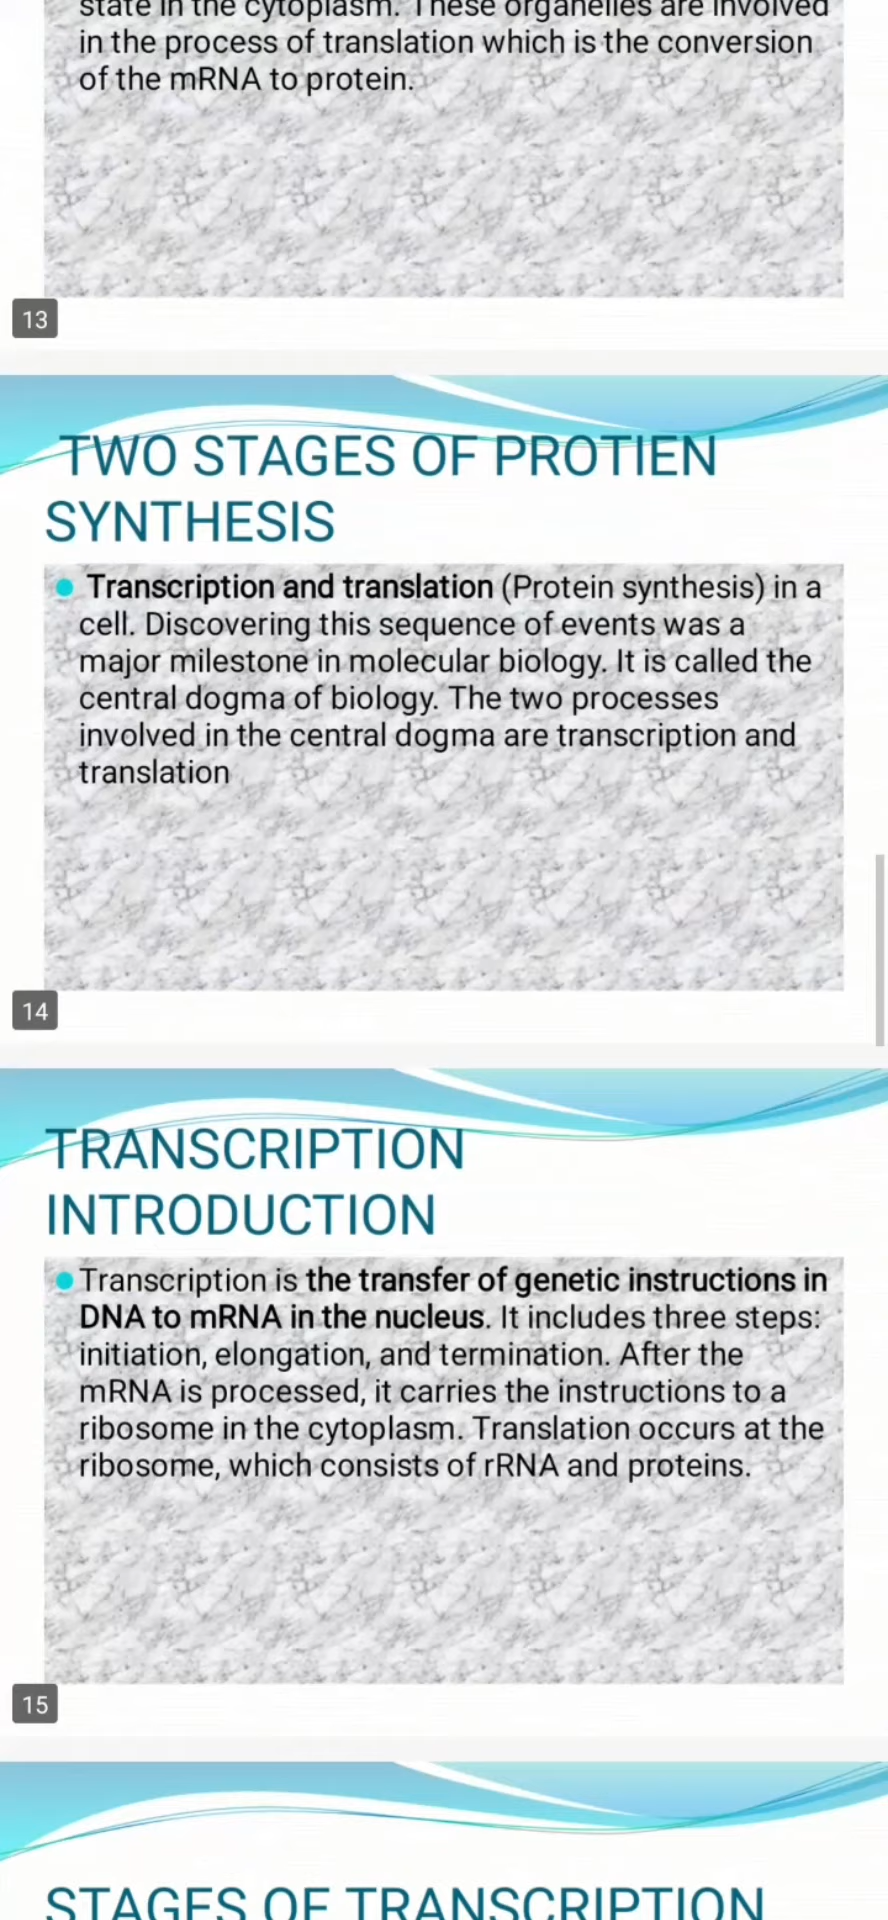 state in the cytoplasm. These organelles are involved
in the process of translation which is the conversion
of the mRNA to protein.
13
TWO STAGES OF PROTIEN
SYNTHESIS
Transcription and translation (Protein synthesis) in a
cell. Discovering this sequence of events was a
major milestone in molecular biology. It is called the
central dogma of biology. The two processes
involved in the central dogma are transcription and
translation
14
TRANSCRIPTION
INTRODUCTION
Transcription is the transfer of genetic instructions in
DNA to mRNA in the nucleus. It includes three steps:
initiation, elongation, and termination. After the
mRNA is processed, it carries the instructions to a
ribosome in the cytoplasm. Translation occurs at the
ribosome, which consists of rRNA and proteins.
15
STAGES OF TRANSCRIPTION